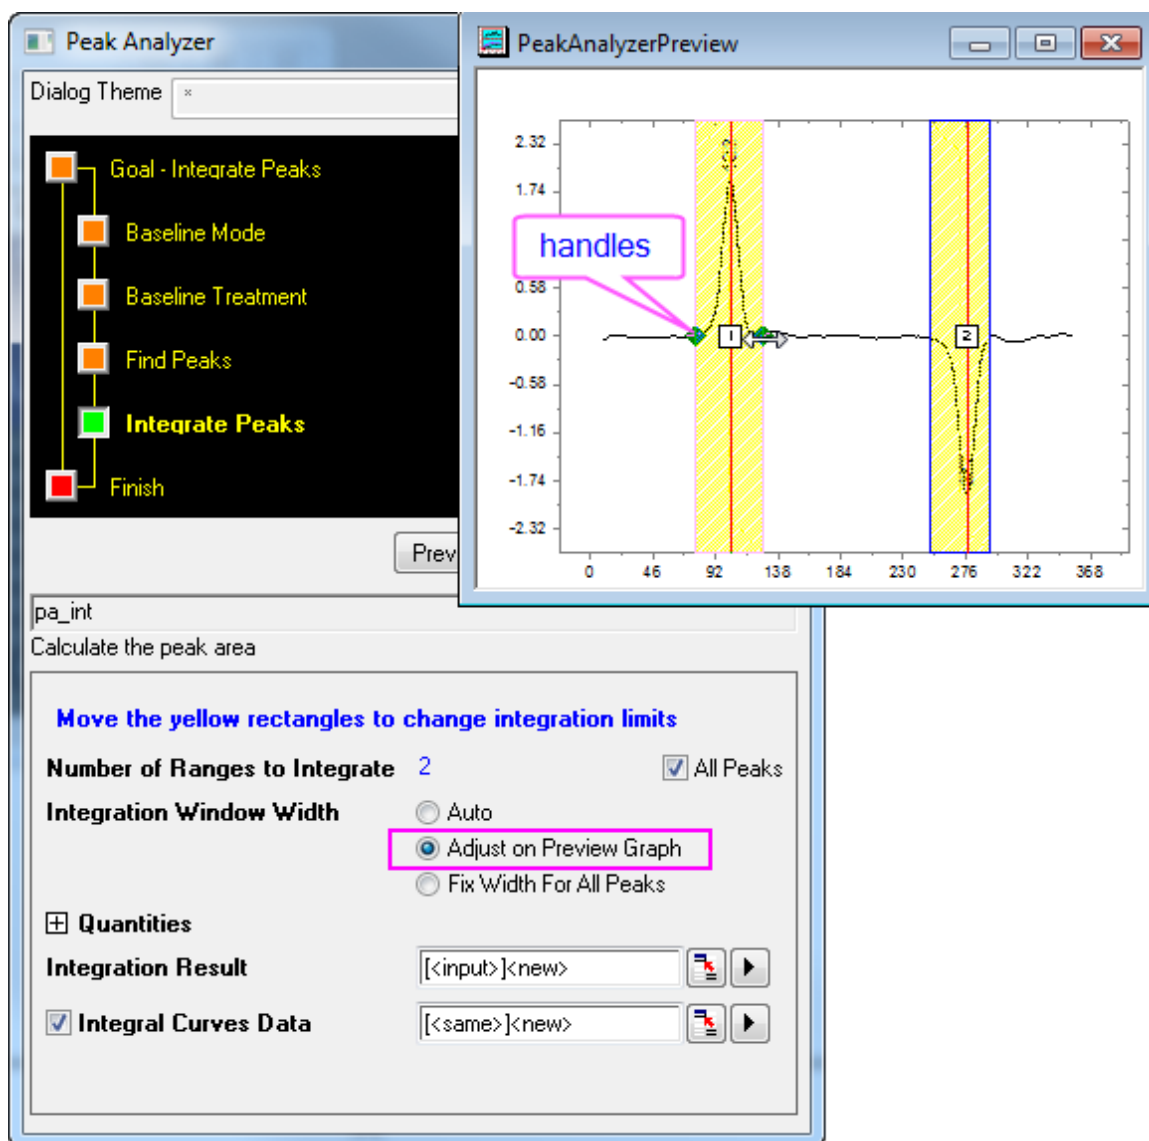 Peak Analyzer
PeakAnalyzerPreview
Dialog Theme *
Goal - Integrate Peaks
Baseline Mode
Baseline Treatment
Find Peaks
Integrate Peaks
Finish
2.32
1.74
handles
0.58
0.00
1
2
-0.58
-1.16
-1.74
-2.32
0 46 92 138 184 230 276 322 368
Prev
pa_int
Calculate the peak area
Move the yellow rectangles to change integration limits
Number of Ranges to Integrate 2 All Peaks
Integration Window Width Auto
Adjust on Preview Graph
Fix Width For All Peaks
Quantities
Integration Result [<input>]<new>
Integral Curves Data [<same>]<new>